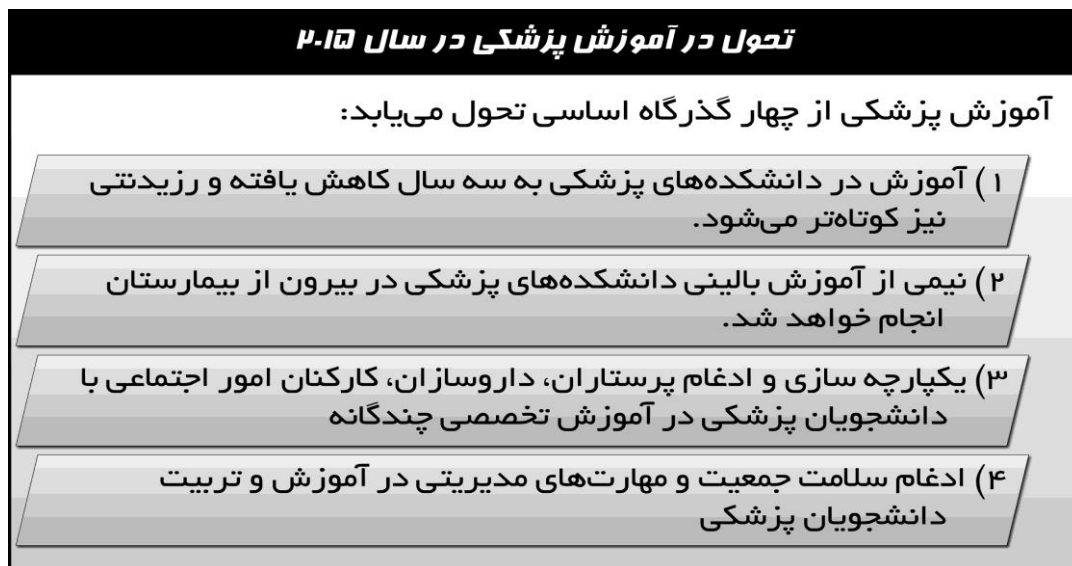 تحول در آموزش پزشکی در سال ۲۰۱۵
آموزش پزشکی از چهار گذرگاه اساسی تحول می‌یابد:
۱) آموزش در دانشکده‌های پزشکی به سه سال کاهش یافته و رزیدنتی
نیز کوتاه‌تر می‌شود.
۲) نیمی از آموزش بالینی دانشکده‌های پزشکی در بیرون از بیمارستان
انجام خواهد شد.
۳) یکپارچه سازی و ادغام پرستاران، داروسازان، کارکنان امور اجتماعی با
دانشجویان پزشکی در آموزش تخصصی چندگانه
۴) ادغام سلامت جمعیت و مهارت‌های مدیریتی در آموزش و تربیت
دانشجویان پزشکی